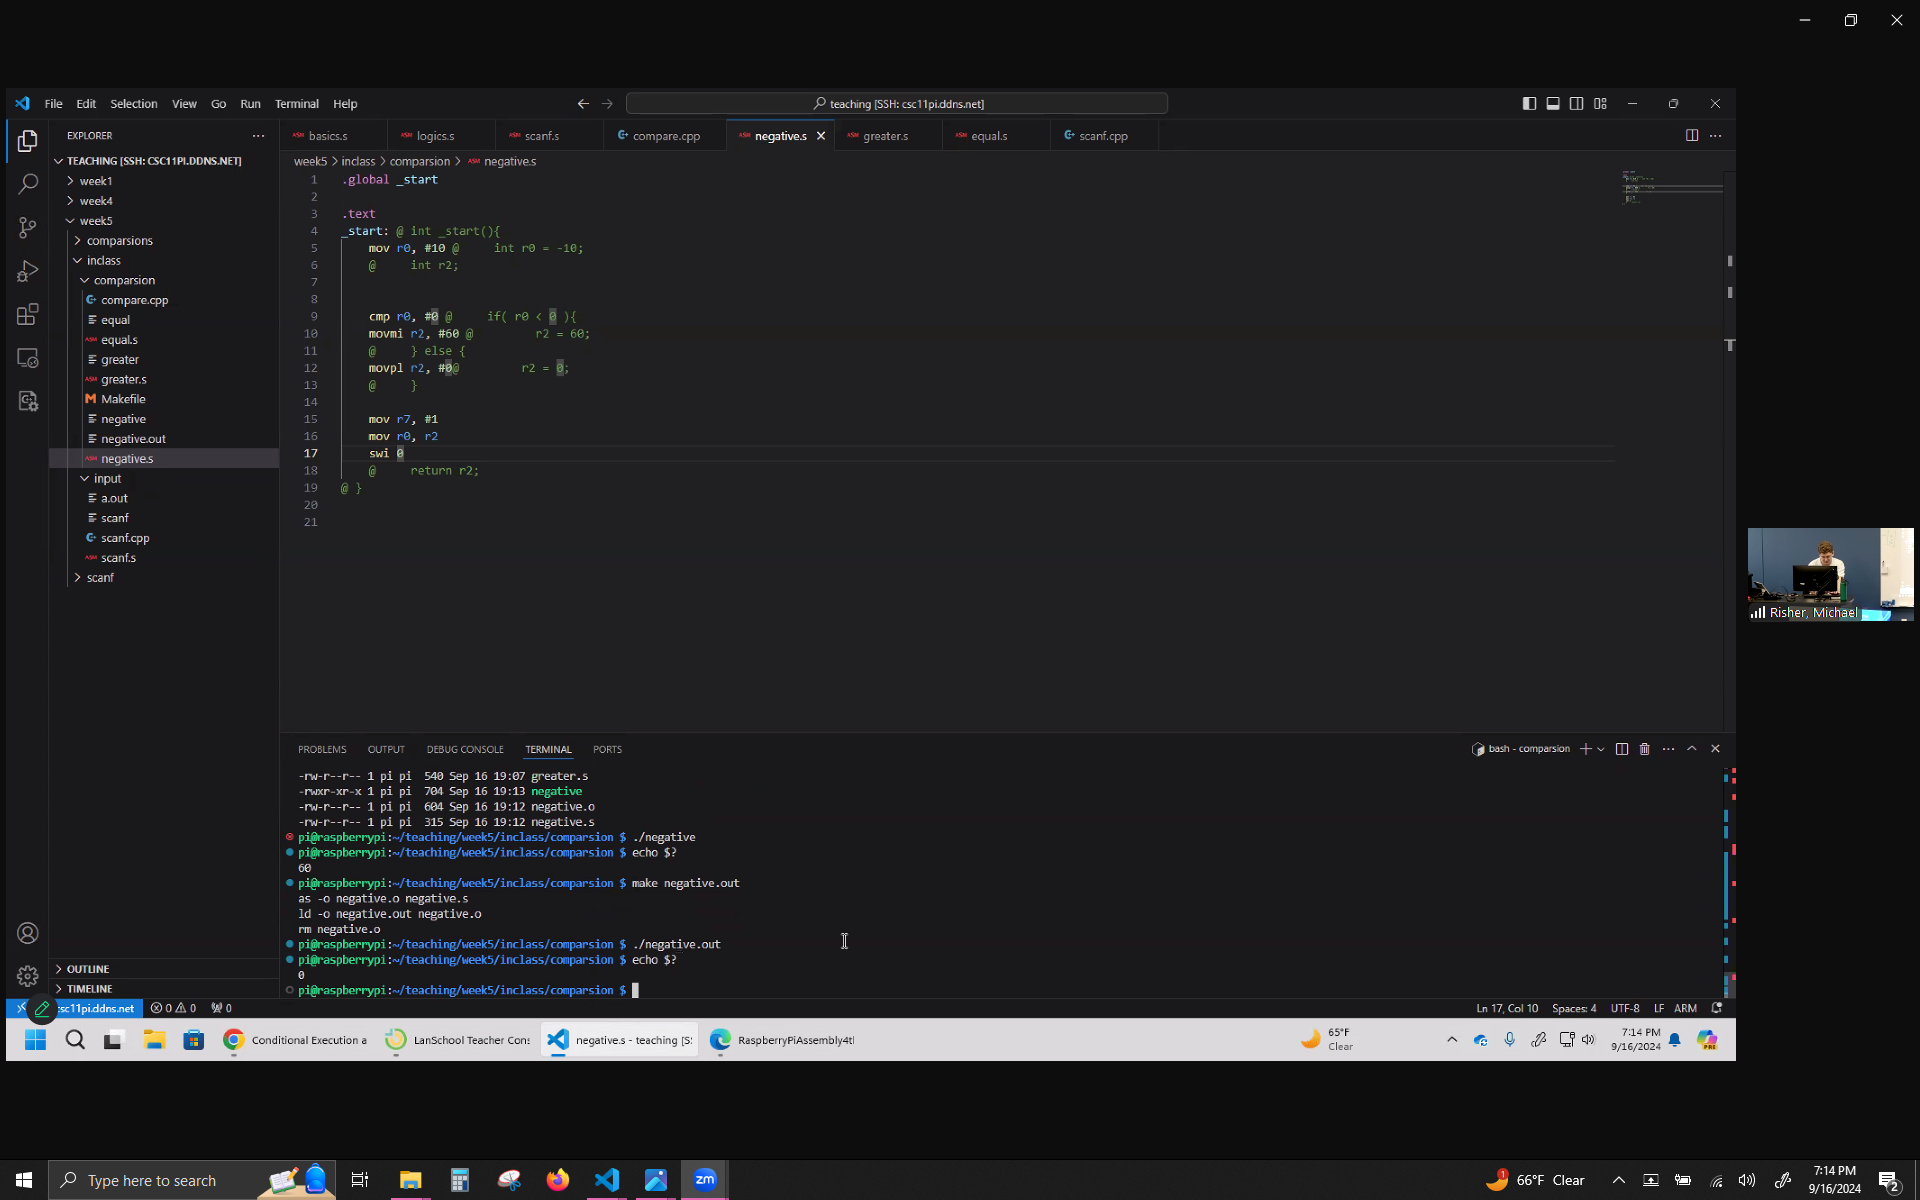 File Edit Selection View Go Run Terminal Help
teaching [SSH: csc11pi.ddns.net]
EXPLORER
TEACHING [SSH: CSC11PI.DDNS.NET]
week1
week4
week5
comparsions
inclass
comparsion
compare.cpp
equal
equal.s
greater
greater.s
Makefile
negative
negative.out
negative.s
input
a.out
scanf
scanf.cpp
scanf.s
scanf
OUTLINE
TIMELINE
basics.s logics.s scanf.s compare.cpp negative.s greater.s equal.s scanf.cpp
week5 > inclass > comparsion > negative.s
1 .global _start
2
3 .text
4 _start: @ int _start(){
5 mov r0, #10 @ int r0 = -10;
6 @ int r2;
7
8
9 cmp r0, #0 @ if( r0 < 0 ){
10 movmi r2, #60 @ r2 = 60;
11 @ } else {
12 movpl r2, #0@ r2 = 0;
13 @ }
14
15 mov r7, #1
16 mov r0, r2
17 swi 0
18 @ return r2;
19 @ }
20
21
PROBLEMS OUTPUT DEBUG CONSOLE TERMINAL PORTS
bash - comparsion
-rw-r--r-- 1 pi pi 540 Sep 16 19:07 greater.s
-rwxr-xr-x 1 pi pi 704 Sep 16 19:13 negative
-rw-r--r-- 1 pi pi 604 Sep 16 19:12 negative.o
-rw-r--r-- 1 pi pi 315 Sep 16 19:12 negative.s
pi@raspberrypi:~/teaching/week5/inclass/comparsion $ ./negative
pi@raspberrypi:~/teaching/week5/inclass/comparsion $ echo $?
60
pi@raspberrypi:~/teaching/week5/inclass/comparsion $ make negative.out
as -o negative.o negative.s
ld -o negative.out negative.o
rm negative.o
pi@raspberrypi:~/teaching/week5/inclass/comparsion $ ./negative.out
pi@raspberrypi:~/teaching/week5/inclass/comparsion $ echo $?
0
pi@raspberrypi:~/teaching/week5/inclass/comparsion $
csc11pi.ddns.net 0 0 0
Ln 17, Col 10 Spaces: 4 UTF-8 LF ARM
Conditional Execution a
LanSchool Teacher Cons
negative.s - teaching [S
RaspberryPiAssembly4tl
65°F
Clear
7:14 PM
9/16/2024
Risher, Michael
Type here to search
zm
1
66°F Clear
7:14 PM
9/16/2024
2